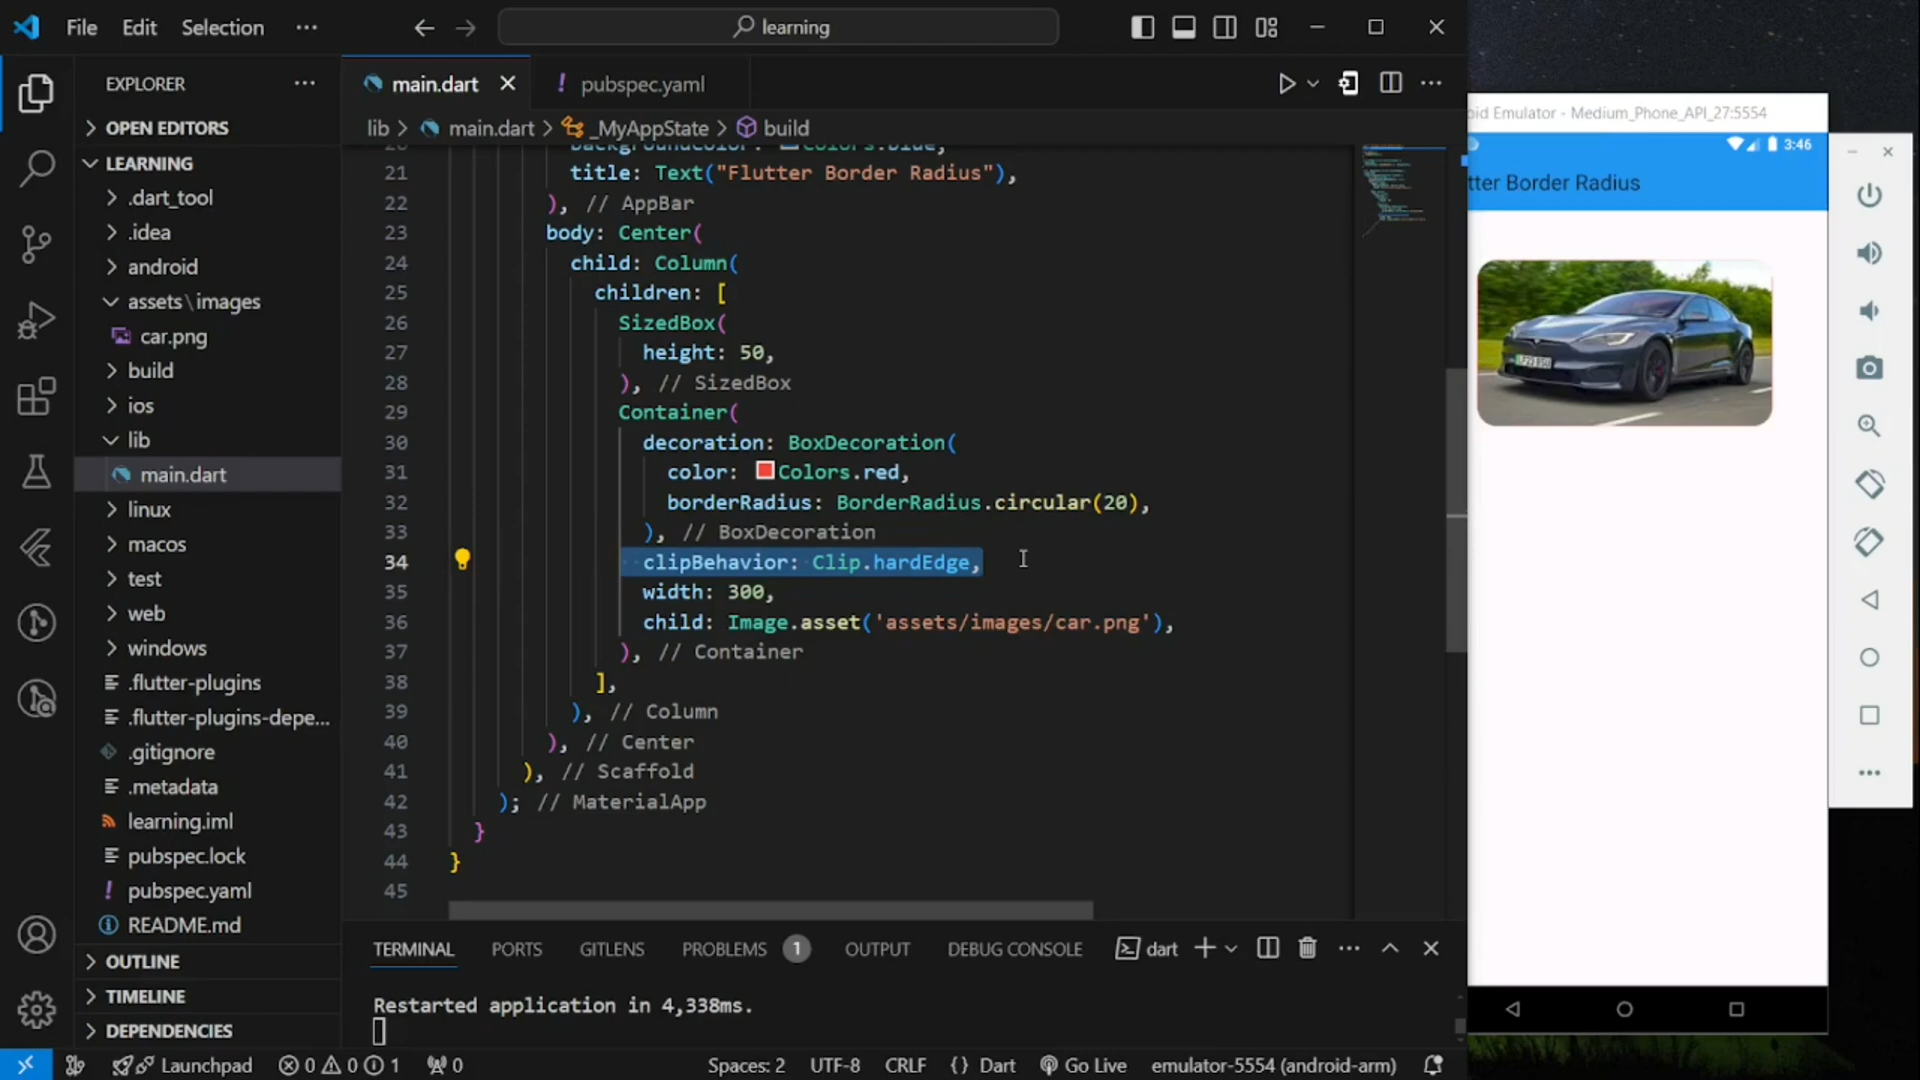 File Edit Selection ··· learning
EXPLORER ···
OPEN EDITORS
LEARNING
.dart_tool
.idea
android
assets\images
car.png
build
ios
lib
main.dart
linux
macos
test
web
windows
.flutter-plugins
.flutter-plugins-depe...
.gitignore
.metadata
learning.iml
pubspec.lock
pubspec.yaml
README.md
OUTLINE
TIMELINE
DEPENDENCIES
main.dart ! pubspec.yaml
lib > main.dart > _MyAppState > build
20 backgroundColor: Colors.blue,
21 title: Text("Flutter Border Radius"),
22 ), // AppBar
23 body: Center(
24 child: Column(
25 children: [
26 SizedBox(
27 height: 50,
28 ), // SizedBox
29 Container(
30 decoration: BoxDecoration(
31 color: Colors.red,
32 borderRadius: BorderRadius.circular(20),
33 ), // BoxDecoration
34 clipBehavior: Clip.hardEdge,
35 width: 300,
36 child: Image.asset('assets/images/car.png'),
37 ), // Container
38 ],
39 ), // Column
40 ), // Center
41 ), // Scaffold
42 ); // MaterialApp
43 }
44 }
45
TERMINAL PORTS GITLENS PROBLEMS 1 OUTPUT DEBUG CONSOLE dart
Restarted application in 4,338ms.
Launchpad 0 0 1 0 Spaces: 2 UTF-8 CRLF {} Dart Go Live emulator-5554 (android-arm)
oid Emulator - Medium_Phone_API_27:5554
3:46
tter Border Radius